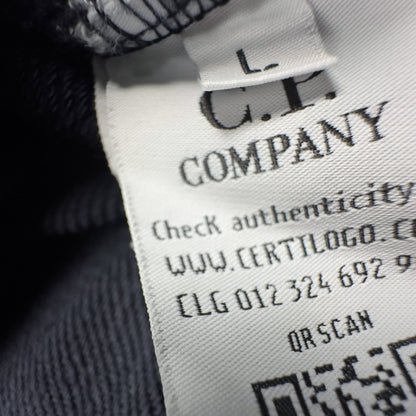 L
C.P.
COMPANY
Check authenticity
WWW.CERTILOGO.C
CLG 012 324 692 9
QR SCAN